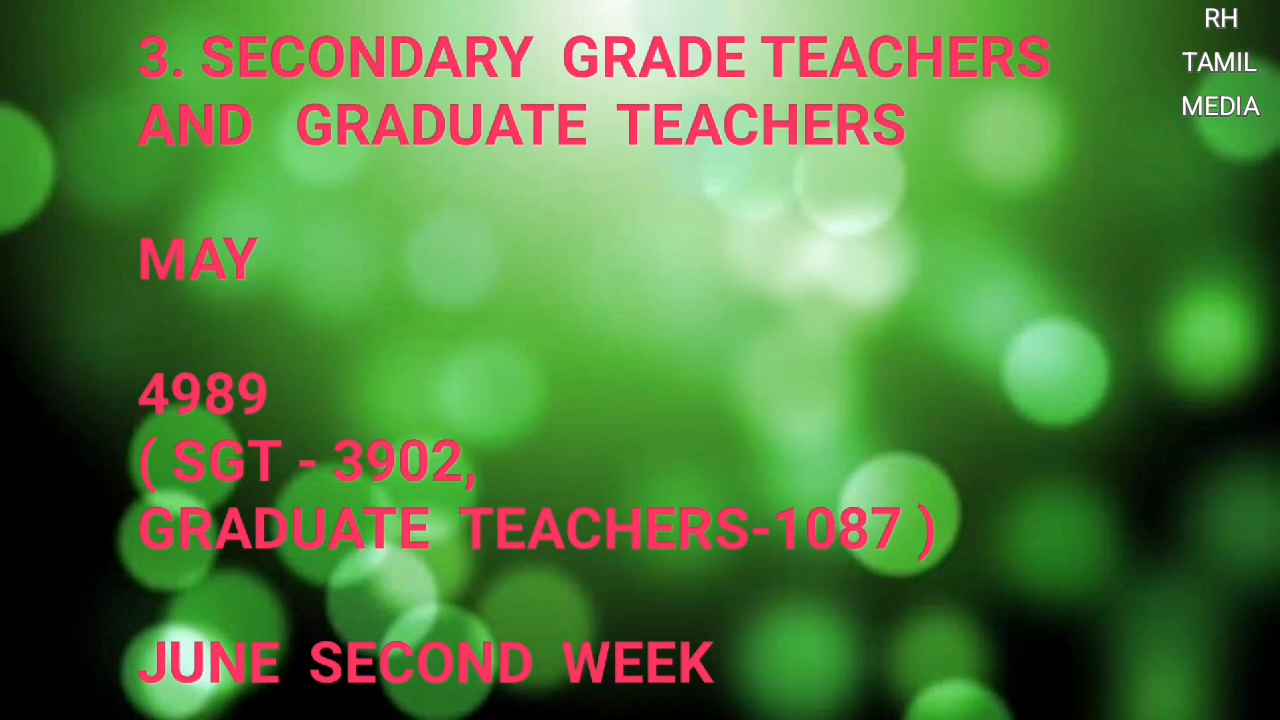 3. SECONDARY GRADE TEACHERS
AND GRADUATE TEACHERS
MAY
4989
( SGT - 3902,
GRADUATE TEACHERS-1087 )
JUNE SECOND WEEK
RH
TAMIL
MEDIA